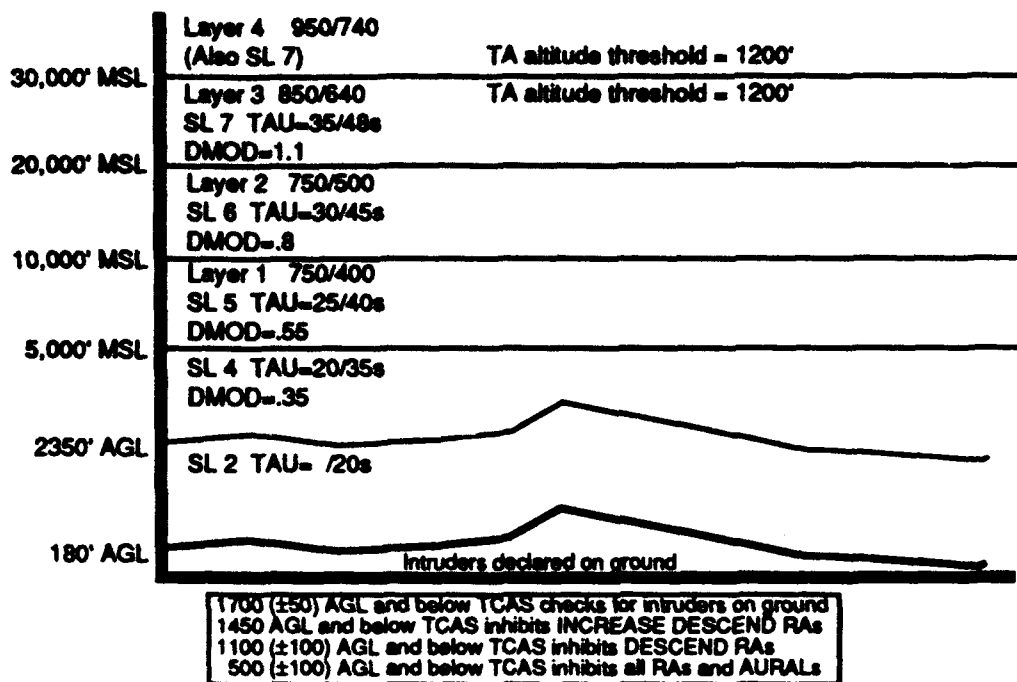 Layer 4 950/740
(Also SL 7) TA altitude threshold = 1200'
30,000' MSL
Layer 3 850/640 TA altitude threshold = 1200'
SL 7 TAU=35/48s
DMOD=1.1
20,000' MSL
Layer 2 750/500
SL 6 TAU=30/45s
DMOD=.8
10,000' MSL
Layer 1 750/400
SL 5 TAU=25/40s
DMOD=.55
5,000' MSL
SL 4 TAU=20/35s
DMOD=.35
2350' AGL
SL 2 TAU= /20s
180' AGL
Intruders declared on ground
1700 (±50) AGL and below TCAS checks for intruders on ground
1450 AGL and below TCAS inhibits INCREASE DESCEND RAs
1100 (±100) AGL and below TCAS inhibits DESCEND RAs
500 (±100) AGL and below TCAS inhibits all RAs and AURALs